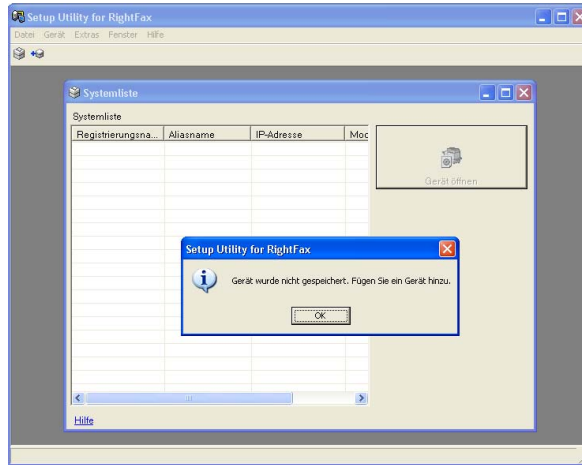 Setup Utility for RightFax
Datei Gerät Extras Fenster Hilfe
Systemliste
Systemliste
Registrierungsna... Aliasname IP-Adresse Moc
Gerät öffnen
Setup Utility for RightFax
Gerät wurde nicht gespeichert. Fügen Sie ein Gerät hinzu.
OK
Hilfe